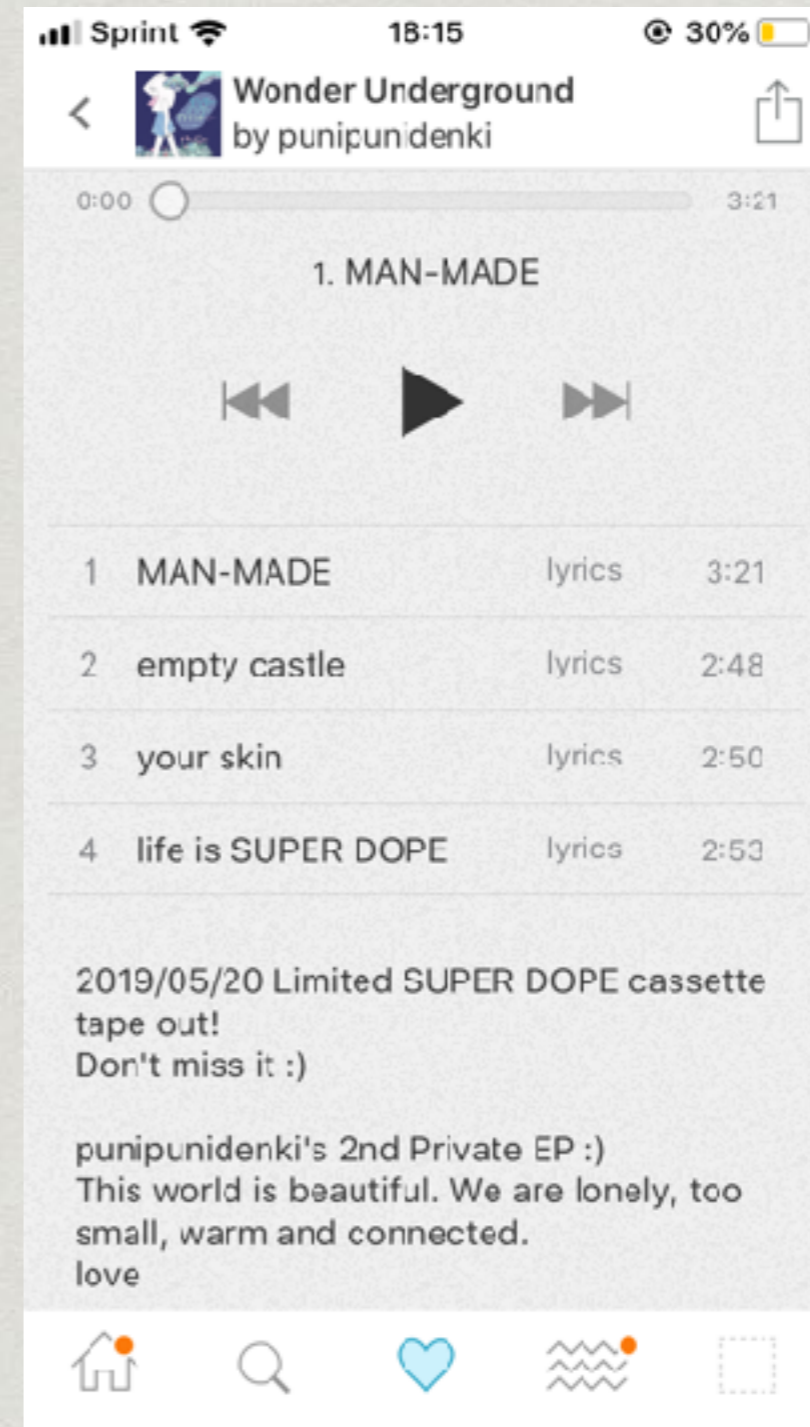 Sprint 18:15 30%
Wonder Underground
by punipunidenki
0:00 3:21
1. MAN-MADE
1 MAN-MADE lyrics 3:21
2 empty castle lyrics 2:48
3 your skin lyrics 2:50
4 life is SUPER DOPE lyrics 2:53
2019/05/20 Limited SUPER DOPE cassette
tape out!
Don't miss it :)
punipunidenki's 2nd Private EP :)
This world is beautiful. We are lonely, too
small, warm and connected.
love